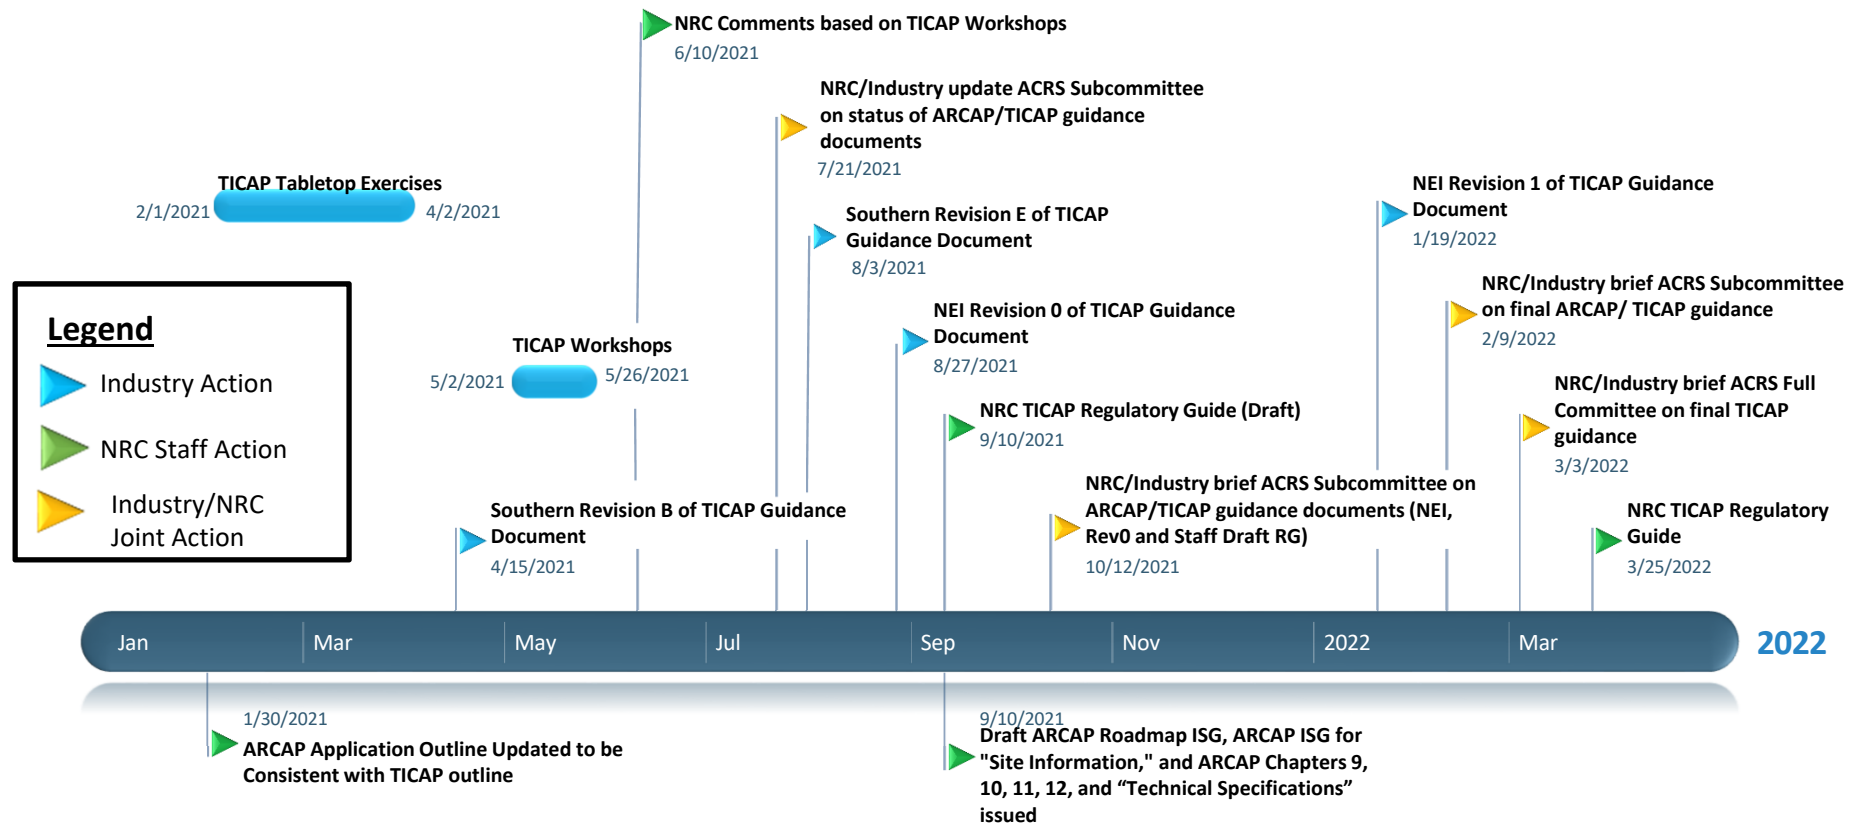 NRC Comments based on TICAP Workshops
6/10/2021
NRC/Industry update ACRS Subcommittee
on status of ARCAP/TICAP guidance
documents
7/21/2021
TICAP Tabletop Exercises
2/1/2021
4/2/2021
NEI Revision 1 of TICAP Guidance
Document
1/19/2022
Southern Revision E of TICAP
Guidance Document
8/3/2021
NRC/Industry brief ACRS Subcommittee
on final ARCAP/ TICAP guidance
2/9/2022
Legend
Industry Action
NRC Staff Action
Industry/NRC
Joint Action
NEI Revision 0 of TICAP Guidance
Document
8/27/2021
TICAP Workshops
5/2/2021
5/26/2021
NRC/Industry brief ACRS Full
Committee on final TICAP
guidance
3/3/2022
NRC TICAP Regulatory Guide (Draft)
9/10/2021
NRC/Industry brief ACRS Subcommittee on
ARCAP/TICAP guidance documents (NEI,
Rev0 and Staff Draft RG)
10/12/2021
Southern Revision B of TICAP Guidance
Document
4/15/2021
NRC TICAP Regulatory
Guide
3/25/2022
Jan
Mar
May
Jul
Sep
Nov
2022
Mar
2022
1/30/2021
ARCAP Application Outline Updated to be
Consistent with TICAP outline
9/10/2021
Draft ARCAP Roadmap ISG, ARCAP ISG for
"Site Information," and ARCAP Chapters 9,
10, 11, 12, and “Technical Specifications”
issued